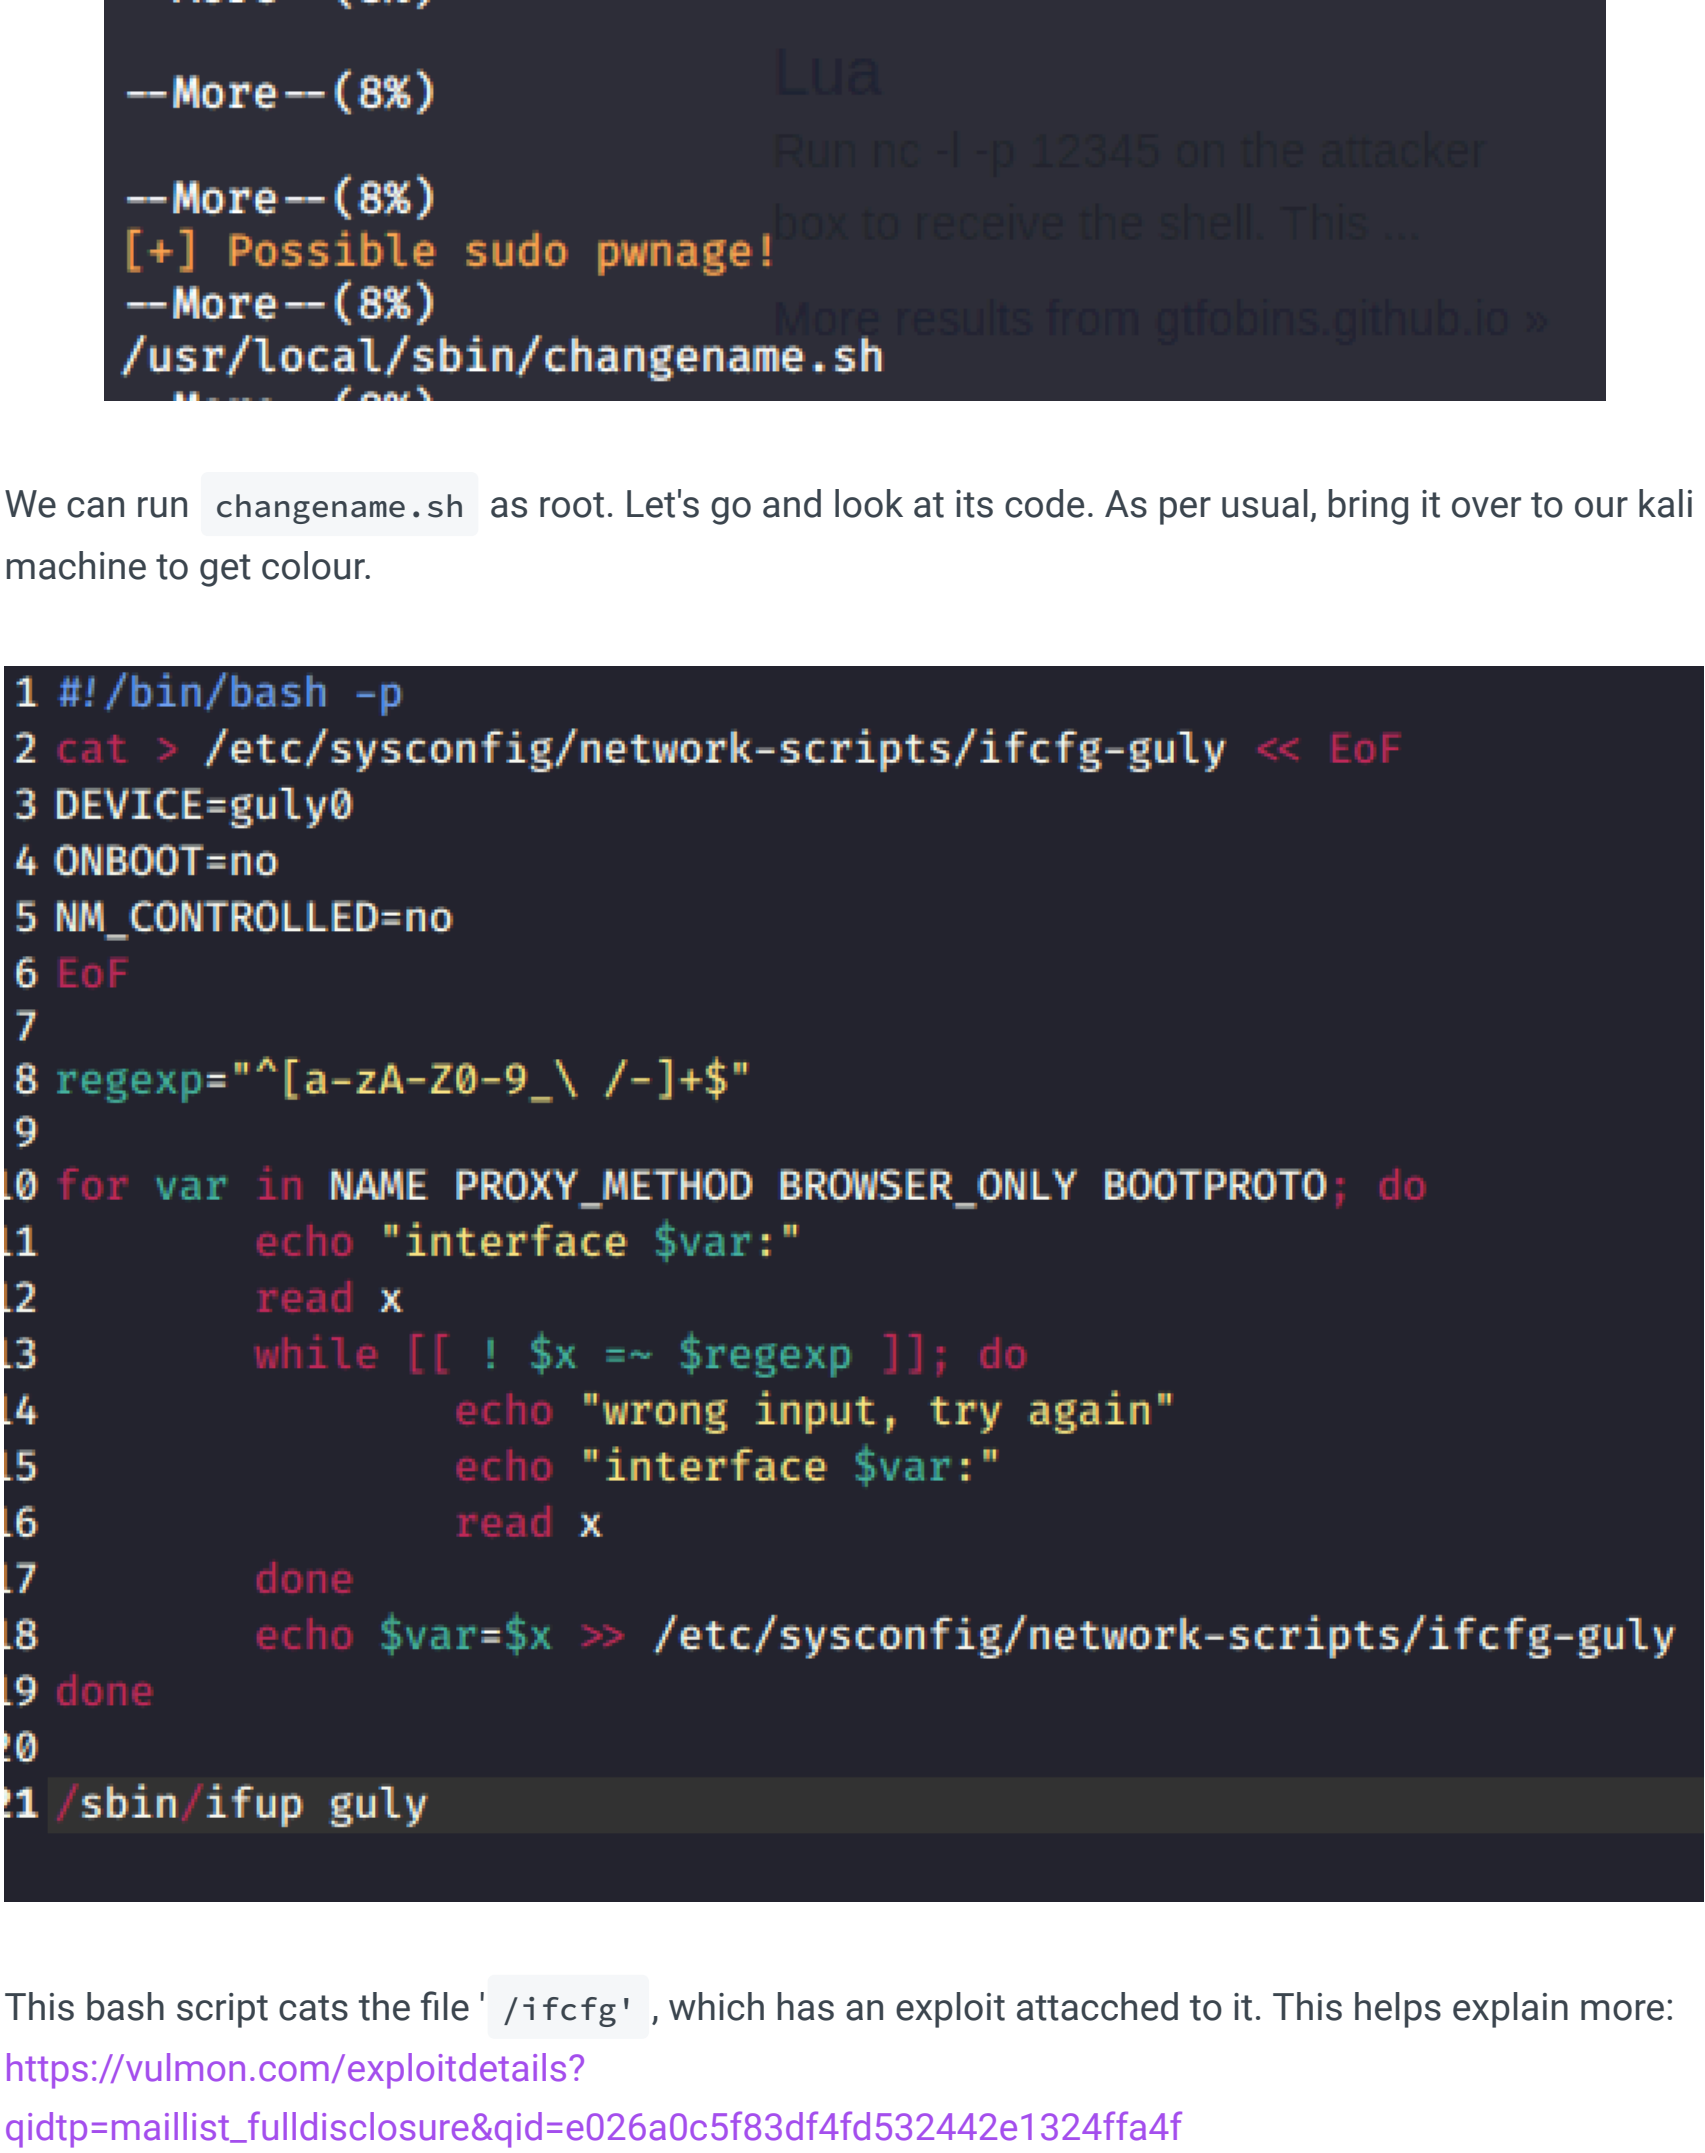 --More--(8%)
Lua
--More--(8%)
Run nc -l -p 12345 on the attacker
--More--(8%)
box to receive the shell. This ...
[+] Possible sudo pwnage!
--More--(8%)
More results from gtfobins.github.io »
/usr/local/sbin/changename.sh
--More--(8%)
We can run changename.sh as root. Let's go and look at its code. As per usual, bring it over to our kali
machine to get colour.
1 #!/bin/bash -p
2 cat > /etc/sysconfig/network-scripts/ifcfg-guly << EoF
3 DEVICE=guly0
4 ONBOOT=no
5 NM_CONTROLLED=no
6 EoF
7
8 regexp="^[a-zA-Z0-9_\ /-]+$"
9
10 for var in NAME PROXY_METHOD BROWSER_ONLY BOOTPROTO; do
11 echo "interface $var:"
12 read x
13 while [[ ! $x =~ $regexp ]]; do
14 echo "wrong input, try again"
15 echo "interface $var:"
16 read x
17 done
18 echo $var=$x >> /etc/sysconfig/network-scripts/ifcfg-guly
19 done
20
21 /sbin/ifup guly
This bash script cats the file '/ifcfg', which has an exploit attacched to it. This helps explain more:
https://vulmon.com/exploitdetails?
qidtp=maillist_fulldisclosure&qid=e026a0c5f83df4fd532442e1324ffa4f